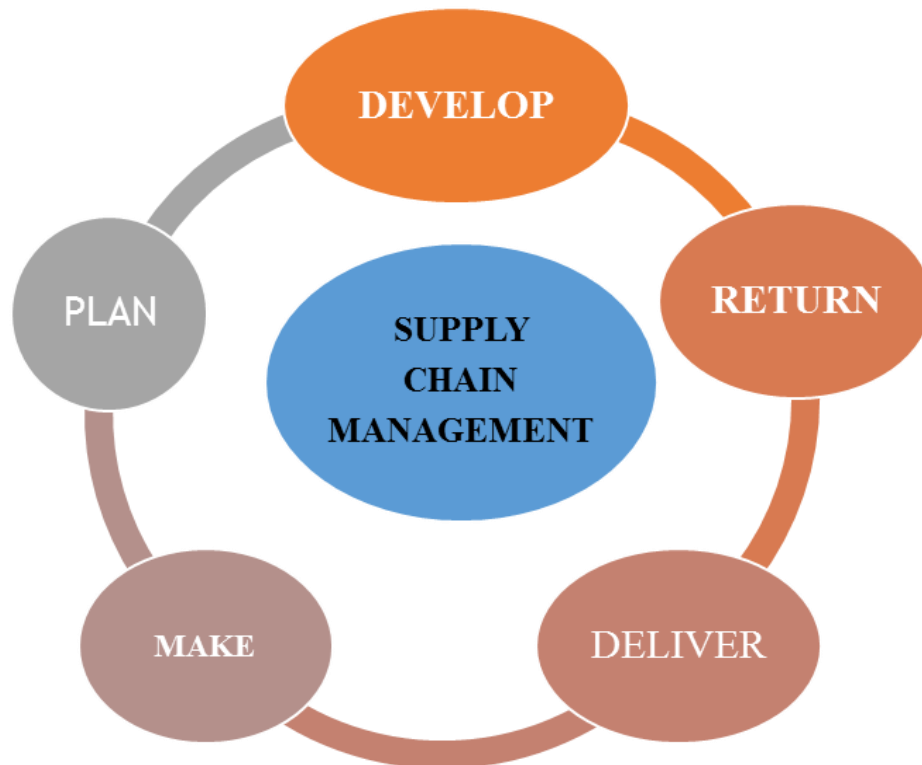 DEVELOP
RETURN
PLAN
SUPPLY
CHAIN
MANAGEMENT
MAKE
DELIVER